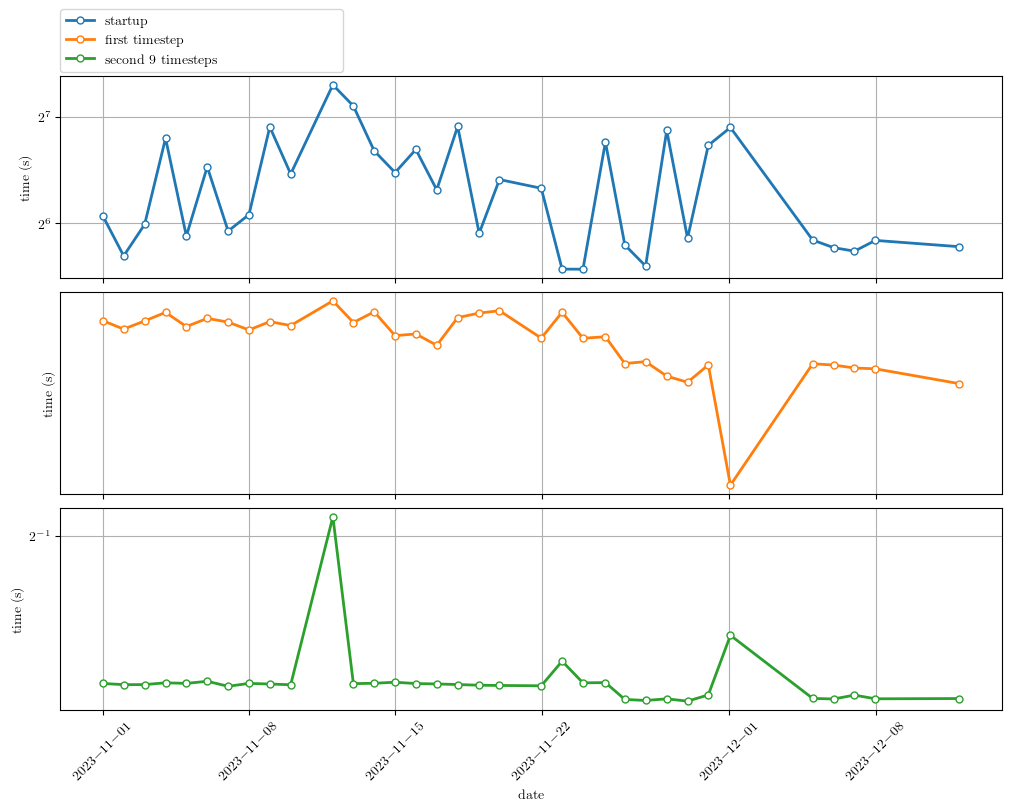 startup
first timestep
second 9 timesteps
2^7
2^6
time (s)
time (s)
2^-1
time (s)
2023-11-01
2023-11-08
2023-11-15
2023-11-22
2023-12-01
2023-12-08
date